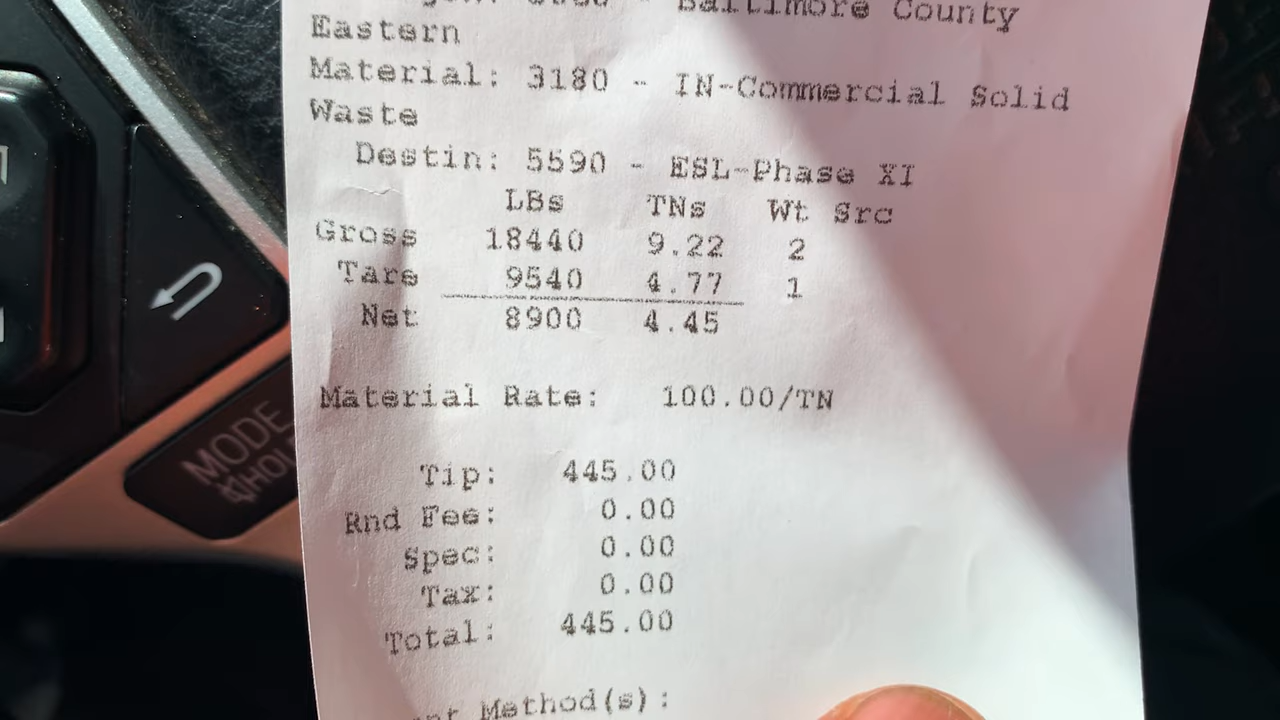 Baltimore County
Eastern
Material: 3180 - IN-Commercial Solid
Waste
Destin: 5590 - ESL-Phase XI
LBs TNs Wt Src
Gross 18440 9.22 2
Tare 9540 4.77 1
Net 8900 4.45
Material Rate: 100.00/TN
Tip: 445.00
Rnd Fee: 0.00
Spec: 0.00
Tax: 0.00
Total: 445.00
Method(s):
MODE